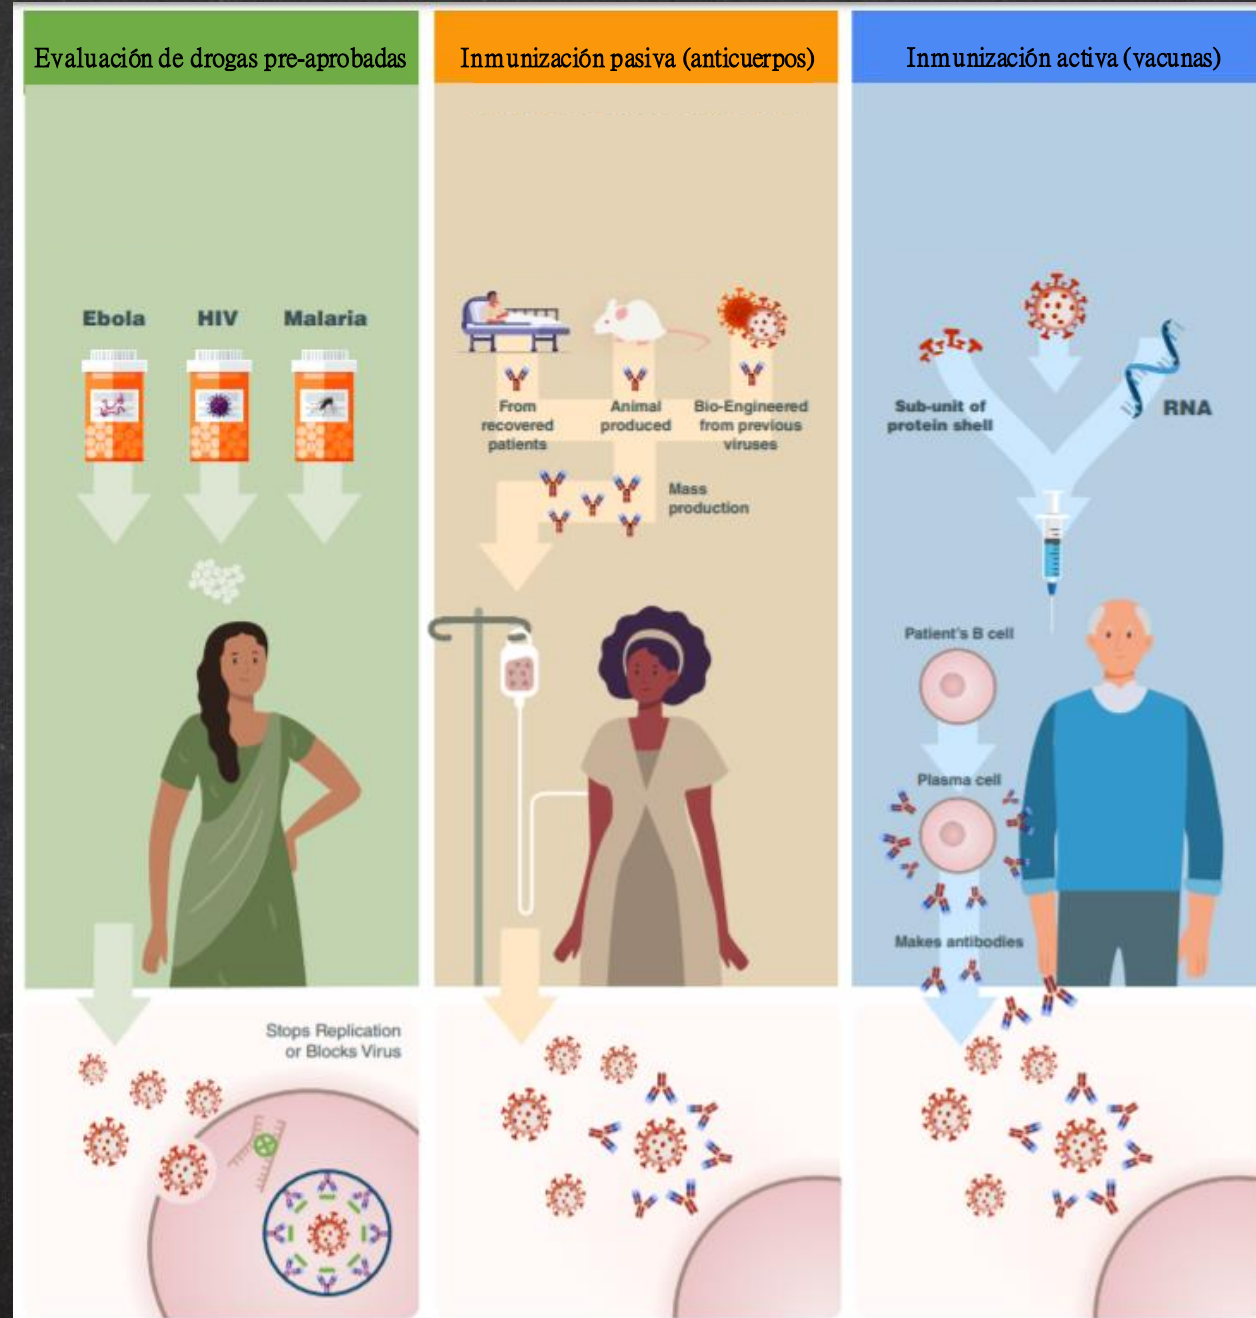 Evaluación de drogas pre-aprobadas
Inmunización pasiva (anticuerpos)
Inmunización activa (vacunas)
Ebola
HIV
Malaria
Stops Replication
or Blocks Virus
From
recovered
patients
Animal
produced
Bio-Engineered
from previous
viruses
Mass
production
Sub-unit of
protein shell
RNA
Patient's B cell
Plasma cell
Makes antibodies